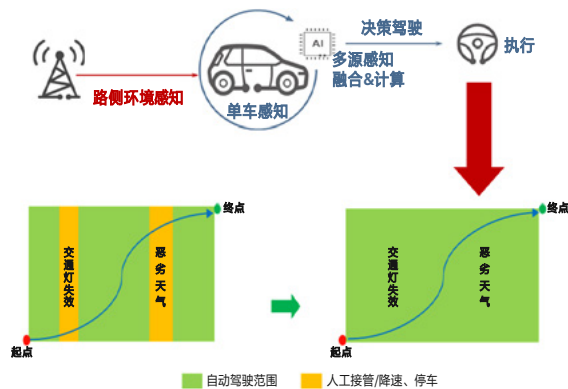 路侧环境感知
单车感知
AI
多源感知
融合&计算
决策驾驶
执行
终点
交通灯失效
恶劣天气
起点
终点
交通灯失效
恶劣天气
起点
自动驾驶范围
人工接管/降速、停车